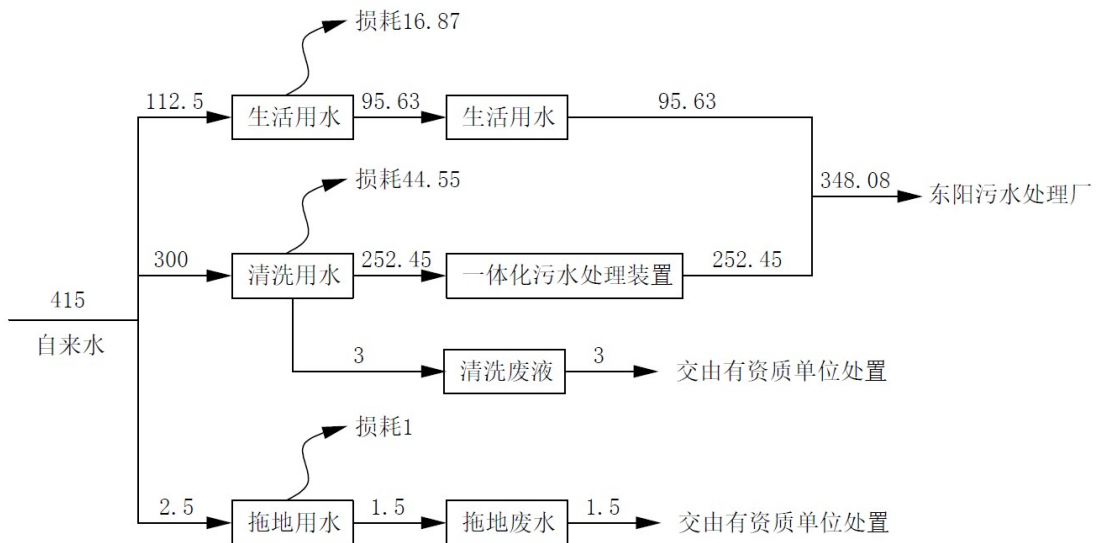 损耗16.87
112.5
生活用水
95.63
生活用水
95.63
损耗44.55
348.08
东阳污水处理厂
300
清洗用水
252.45
一体化污水处理装置
252.45
415
自来水
3
清洗废液
3
交由有资质单位处置
损耗1
2.5
拖地用水
1.5
拖地废水
1.5
交由有资质单位处置